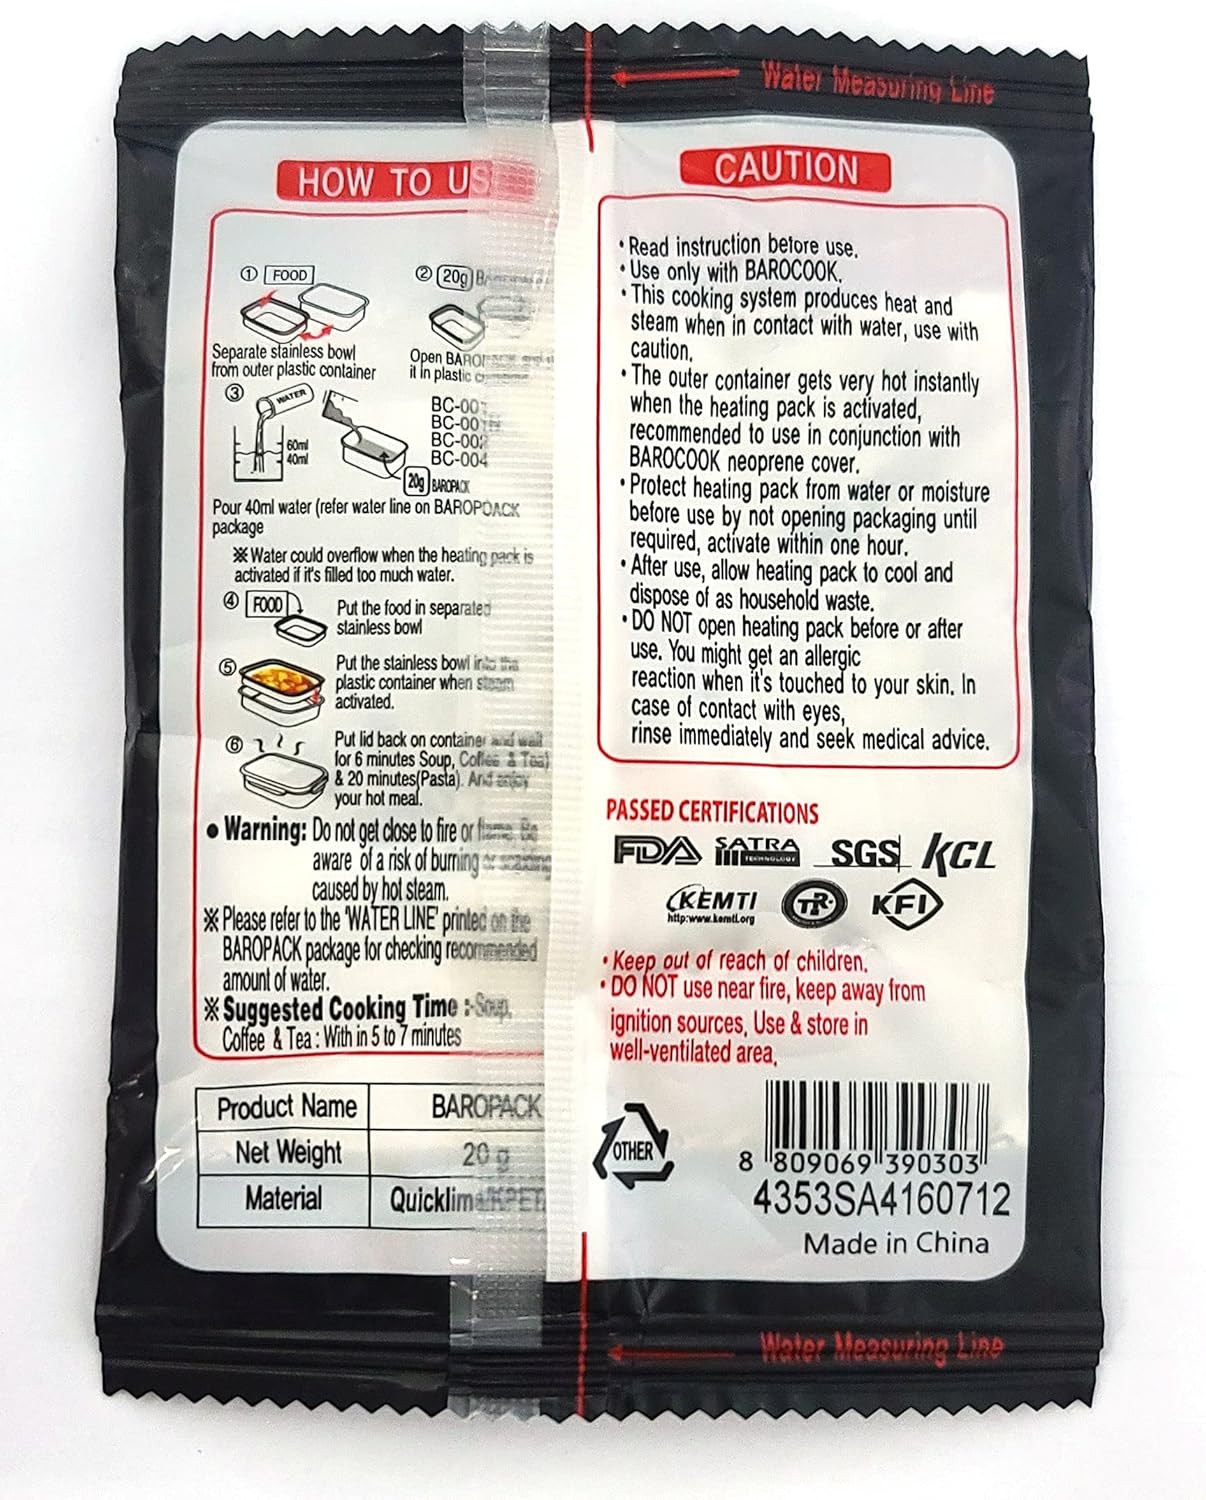 Water Measuring Line
HOW TO US
① FOOD
② 20g
Separate stainless bowl
from outer plastic container
Open
it in plastic
③ WATER
60ml
40ml
BC-004
20g BAROPACK
Pour 40ml water (refer water line on BAROPOACK
package
※ Water could overflow when the heating pack is
activated if it's filled too much water.
④ FOOD
Put the food in separated
stainless bowl
⑤ Put the stainless bowl into the
plastic container when steam
activated.
⑥ Put lid back on container and wait
for 6 minutes Soup, Coffee & Tea)
& 20 minutes(Pasta). And enjoy
your hot meal.
● Warning: Do not get close to fire or flame. Be
aware of a risk of burning or
caused by hot steam.
※ Please refer to the 'WATER LINE' printed on the
BAROPACK package for checking recommended
amount of water.
※ Suggested Cooking Time :-Soup,
Coffee & Tea : With in 5 to 7 minutes
Product Name BAROPACK
Net Weight 20 g
Material
CAUTION
• Read instruction before use.
• Use only with BAROCOOK.
• This cooking system produces heat and
steam when in contact with water, use with
caution.
• The outer container gets very hot instantly
when the heating pack is activated,
recommended to use in conjunction with
BAROCOOK neoprene cover.
• Protect heating pack from water or moisture
before use by not opening packaging until
required, activate within one hour.
• After use, allow heating pack to cool and
dispose of as household waste.
• DO NOT open heating pack before or after
use. You might get an allergic
reaction when it's touched to your skin. In
case of contact with eyes,
rinse immediately and seek medical advice.
PASSED CERTIFICATIONS
FDA SATRA TECHNOLOGY SGS KCL
KEMTI http:www.kemti.org TR KFI
• Keep out of reach of children.
• DO NOT use near fire, keep away from
ignition sources, Use & store in
well-ventilated area,
OTHER
8 809069 390303
4353SA4160712
Made in China
Water Measuring Line